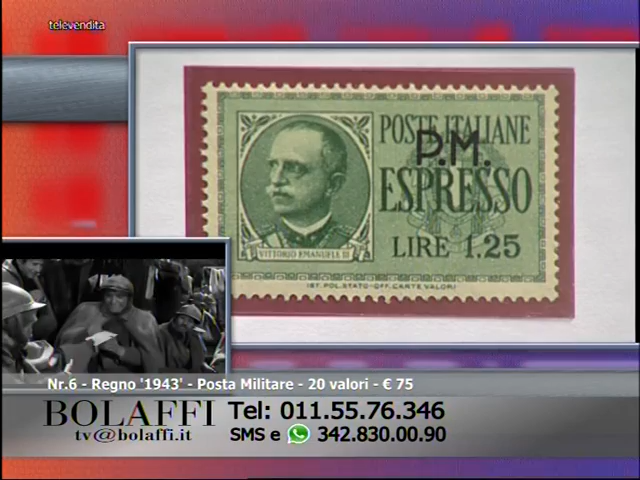 televendita
POSTE ITALIANE
P.M.
ESPRESSO
LIRE 1.25
VITTORIO EMANUELE III
IST. POL. STATO-OFF. CARTE VALORI
Nr.6 - Regno '1943' - Posta Militare - 20 valori - € 75
BOLAFFI
tv@bolaffi.it
Tel: 011.55.76.346
SMS e 342.830.00.90